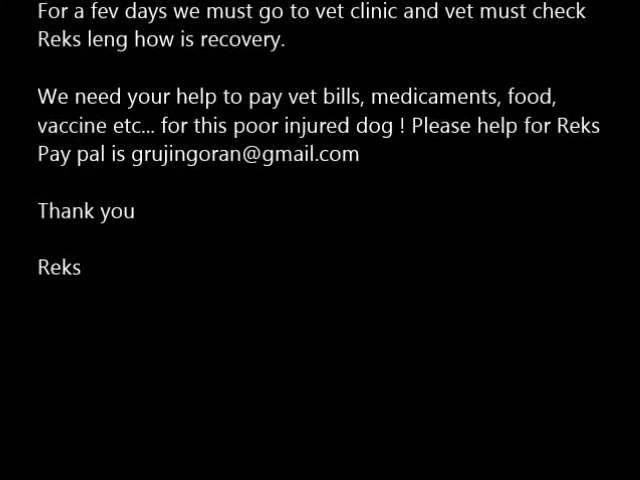 For a fev days we must go to vet clinic and vet must check
Reks leng how is recovery.
We need your help to pay vet bills, medicaments, food,
vaccine etc... for this poor injured dog ! Please help for Reks
Pay pal is grujingoran@gmail.com
Thank you
Reks